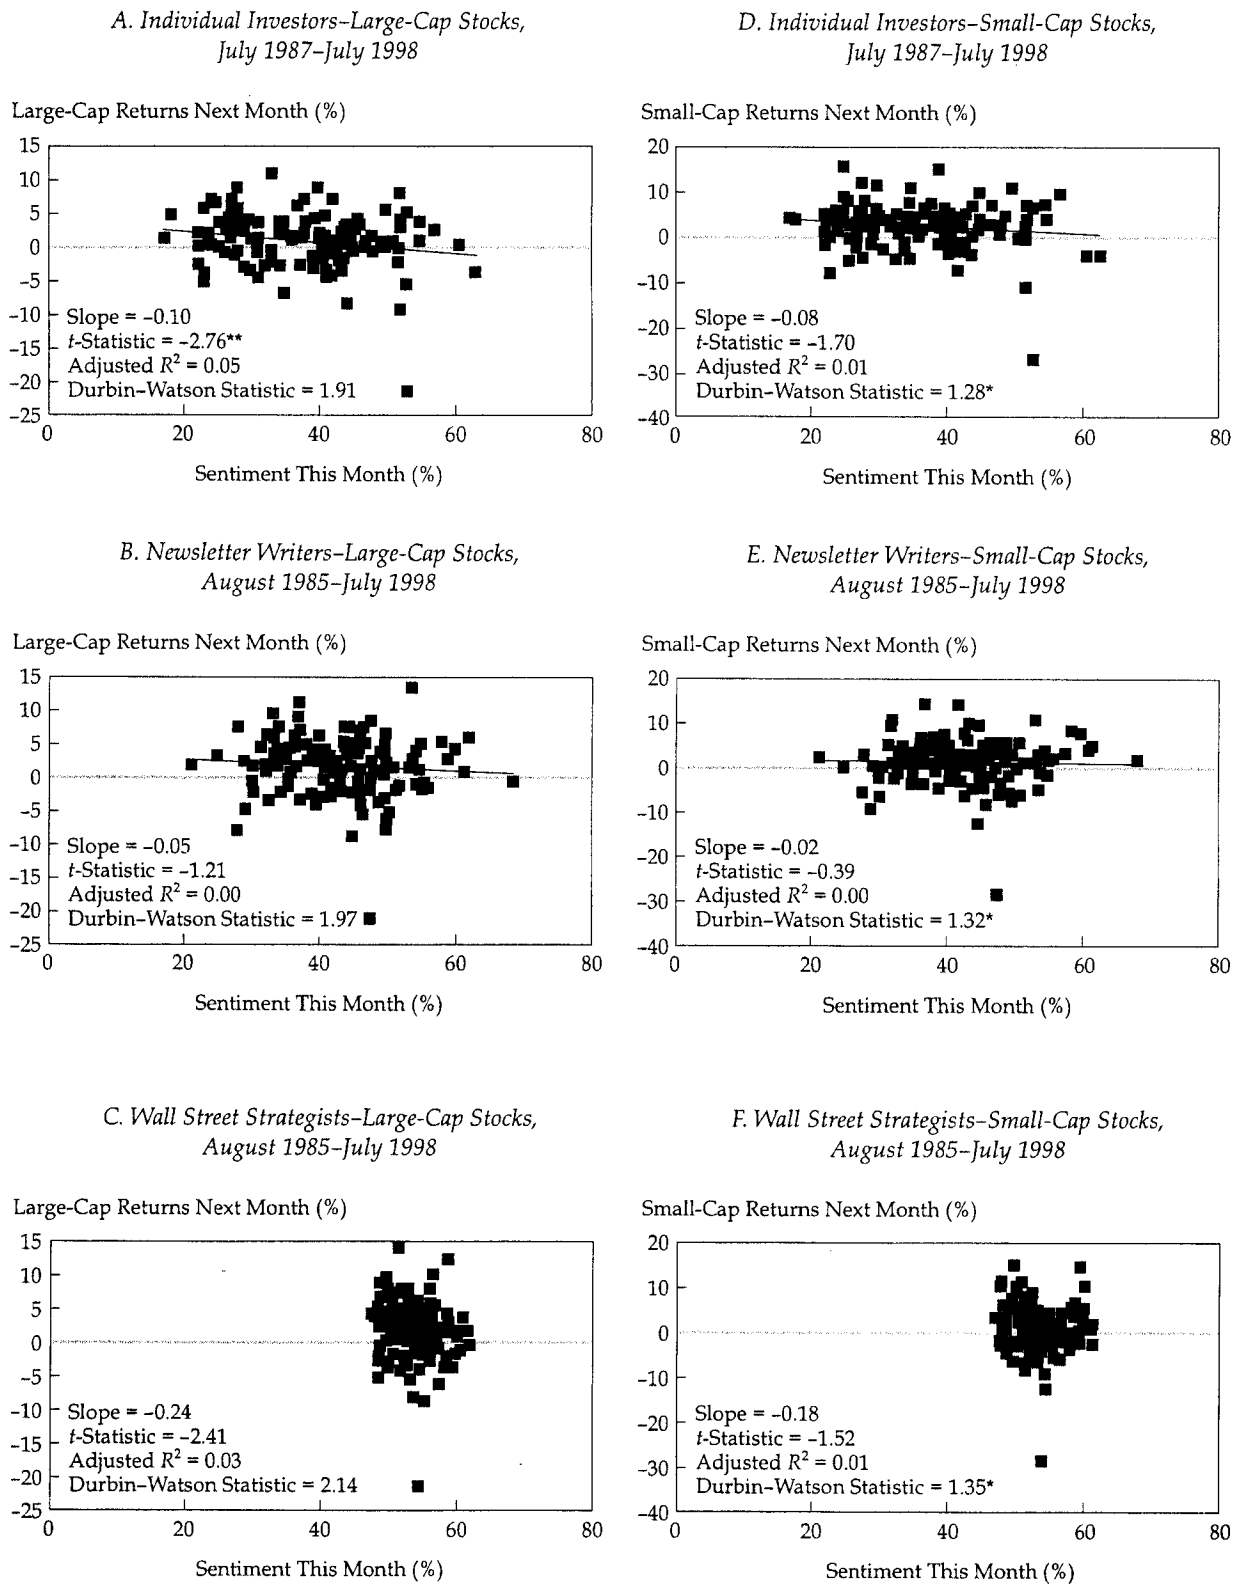 A. Individual Investors–Large-Cap Stocks,
July 1987–July 1998
Large-Cap Returns Next Month (%)
15
10
5
0
–5
–10
–15
–20
–25
Slope = –0.10
t-Statistic = –2.76**
Adjusted R² = 0.05
Durbin–Watson Statistic = 1.91
0 20 40 60 80
Sentiment This Month (%)
D. Individual Investors–Small-Cap Stocks,
July 1987–July 1998
Small-Cap Returns Next Month (%)
20
10
0
–10
–20
–30
–40
Slope = –0.08
t-Statistic = –1.70
Adjusted R² = 0.01
Durbin–Watson Statistic = 1.28*
0 20 40 60 80
Sentiment This Month (%)
B. Newsletter Writers–Large-Cap Stocks,
August 1985–July 1998
Large-Cap Returns Next Month (%)
15
10
5
0
–5
–10
–15
–20
–25
Slope = –0.05
t-Statistic = –1.21
Adjusted R² = 0.00
Durbin–Watson Statistic = 1.97
0 20 40 60 80
Sentiment This Month (%)
E. Newsletter Writers–Small-Cap Stocks,
August 1985–July 1998
Small-Cap Returns Next Month (%)
20
10
0
–10
–20
–30
–40
Slope = –0.02
t-Statistic = –0.39
Adjusted R² = 0.00
Durbin–Watson Statistic = 1.32*
0 20 40 60 80
Sentiment This Month (%)
C. Wall Street Strategists–Large-Cap Stocks,
August 1985–July 1998
Large-Cap Returns Next Month (%)
15
10
5
0
–5
–10
–15
–20
–25
Slope = –0.24
t-Statistic = –2.41
Adjusted R² = 0.03
Durbin–Watson Statistic = 2.14
0 20 40 60 80
Sentiment This Month (%)
F. Wall Street Strategists–Small-Cap Stocks,
August 1985–July 1998
Small-Cap Returns Next Month (%)
20
10
0
–10
–20
–30
–40
Slope = –0.18
t-Statistic = –1.52
Adjusted R² = 0.01
Durbin–Watson Statistic = 1.35*
0 20 40 60 80
Sentiment This Month (%)